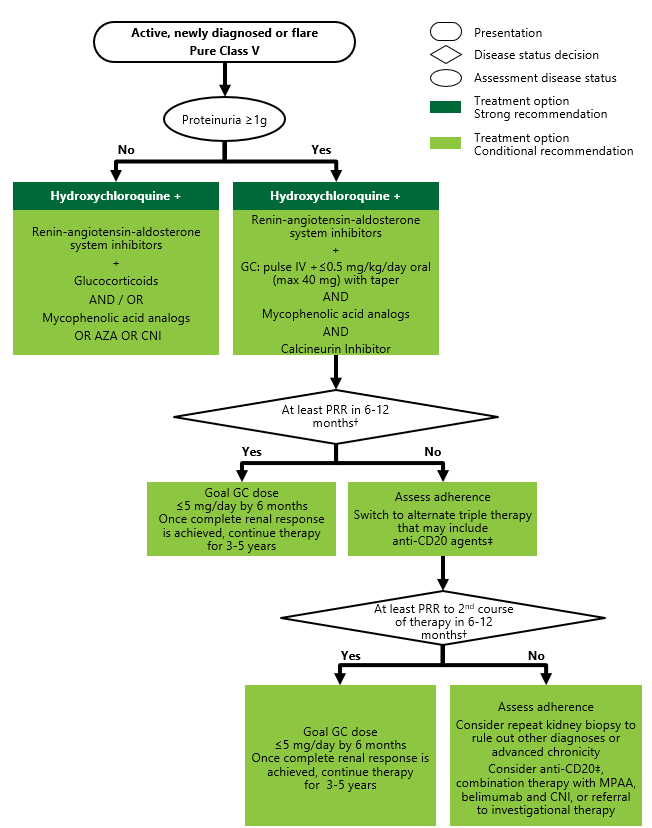 Active, newly diagnosed or flare
Pure Class V
Presentation
Disease status decision
Assessment disease status
Treatment option
Strong recommendation
Treatment option
Conditional recommendation
Proteinuria ≥1g
No
Yes
Hydroxychloroquine +
Renin-angiotensin-aldosterone
system inhibitors
+
Glucocorticoids
AND / OR
Mycophenolic acid analogs
OR AZA OR CNI
Hydroxychloroquine +
Renin-angiotensin-aldosterone
system inhibitors
+
GC: pulse IV +≤0.5 mg/kg/day oral
(max 40 mg) with taper
AND
Mycophenolic acid analogs
AND
Calcineurin Inhibitor
At least PRR in 6-12
months†
Yes
No
Goal GC dose
≤5 mg/day by 6 months
Once complete renal response
is achieved, continue therapy
for 3-5 years
Assess adherence
Switch to alternate triple therapy
that may include
anti-CD20 agents‡
At least PRR to 2nd course
of therapy in 6-12
months†
Yes
No
Goal GC dose
≤5 mg/day by 6 months
Once complete renal response is
achieved, continue therapy
for 3-5 years
Assess adherence
Consider repeat kidney biopsy to
rule out other diagnoses or
advanced chronicity
Consider anti-CD20‡,
combination therapy with MPAA,
belimumab and CNI, or referral
to investigational therapy